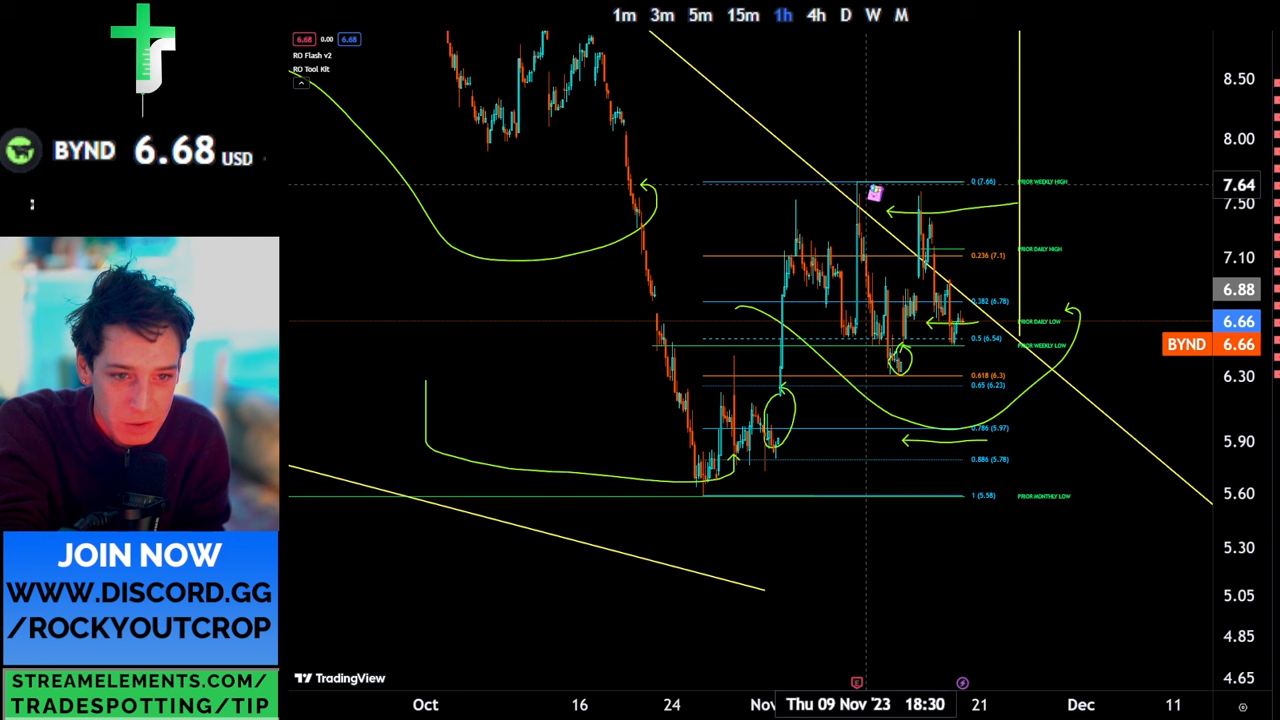 1m 3m 5m 15m 1h 4h D W M
6.68 0.00 6.68
RO Flash v2
RO Tool Kit
BYND 6.68 USD
JOIN NOW
WWW.DISCORD.GG
/ROCKYOUTCROP
STREAMELEMENTS.COM/
TRADESPOTTING/TIP
0 (7.66)
PRIOR WEEKLY HIGH
PRIOR DAILY HIGH
0.236 (7.1)
0.382 (6.78)
PRIOR DAILY LOW
0.5 (6.54)
PRIOR WEEKLY LOW
0.618 (6.3)
0.65 (6.23)
0.786 (5.97)
0.886 (5.78)
1 (5.58)
PRIOR MONTHLY LOW
8.50
8.00
7.64
7.50
7.10
6.88
6.66
BYND 6.66
6.30
5.90
5.60
5.30
5.05
4.85
4.65
TradingView
E
Oct 16 24 Nov Thu 09 Nov '23 18:30 21 Dec 11